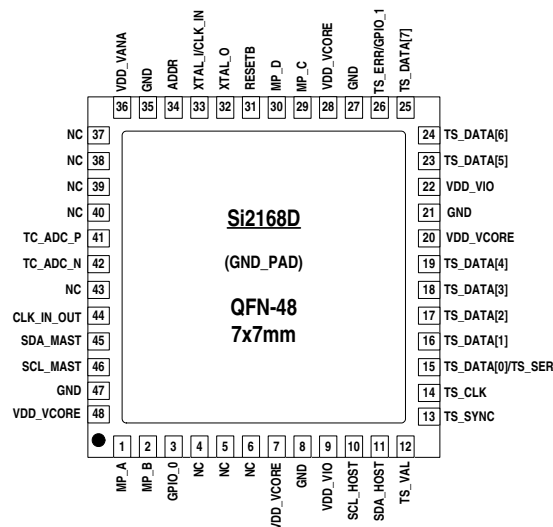 VDD_VANA
GND
ADDR
XTAL_I/CLK_IN
XTAL_O
RESETB
MP_D
MP_C
VDD_VCORE
GND
TS_ERR/GPIO_1
TS_DATA[7]
36 35 34 33 32 31 30 29 28 27 26 25
NC 37
NC 38
NC 39
NC 40
TC_ADC_P 41
TC_ADC_N 42
NC 43
CLK_IN_OUT 44
SDA_MAST 45
SCL_MAST 46
GND 47
VDD_VCORE 48
Si2168D
(GND_PAD)
QFN-48
7x7mm
24 TS_DATA[6]
23 TS_DATA[5]
22 VDD_VIO
21 GND
20 VDD_VCORE
19 TS_DATA[4]
18 TS_DATA[3]
17 TS_DATA[2]
16 TS_DATA[1]
15 TS_DATA[0]/TS_SER
14 TS_CLK
13 TS_SYNC
1 2 3 4 5 6 7 8 9 10 11 12
MP_A
MP_B
GPIO_0
NC
NC
NC
VDD_VCORE
GND
VDD_VIO
SCL_HOST
SDA_HOST
TS_VAL